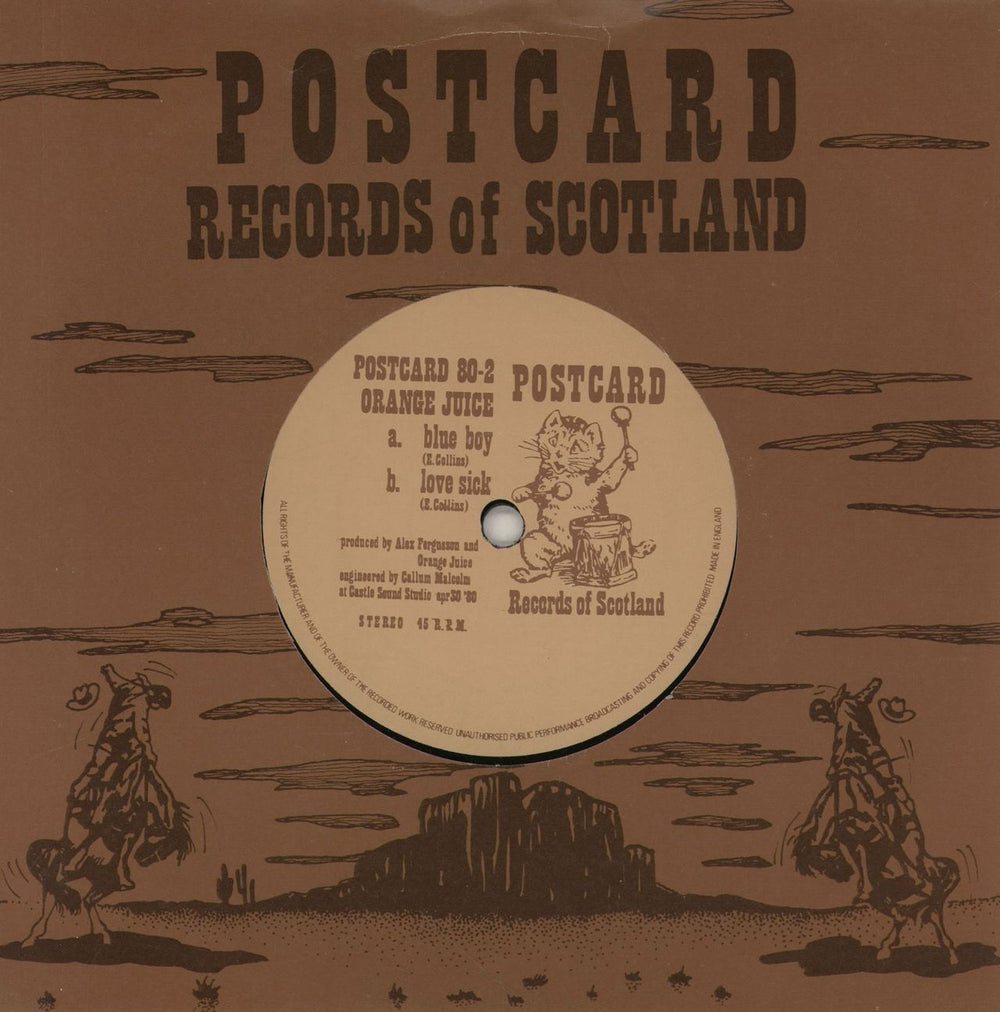 POSTCARD
RECORDS of SCOTLAND
POSTCARD 80-2
ORANGE JUICE
a. blue boy
(E.Collins)
b. love sick
(E.Collins)
produced by Alex Fergusson and
Orange Juice
engineered by Callum Malcolm
at Castle Sound Studio apr30 '80
STEREO 45 R.P.M.
POSTCARD
Records of Scotland
ALL RIGHTS OF THE MANUFACTURER AND OF THE OWNER OF THE RECORDED WORK RESERVED UNAUTHORISED PUBLIC PERFORMANCE BROADCASTING AND COPYING OF THIS RECORD PROHIBITED MADE IN ENGLAND